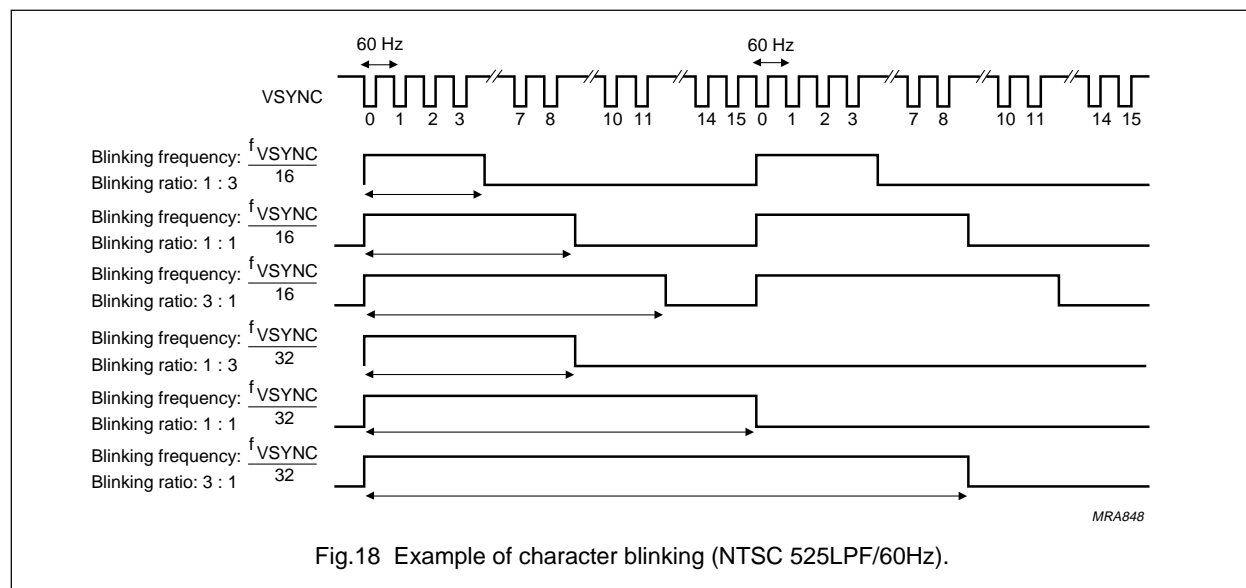 60 Hz 60 Hz
VSYNC
0 1 2 3 7 8 10 11 14 15 0 1 2 3 7 8 10 11 14 15
Blinking frequency: fVSYNC
16
Blinking ratio: 1 : 3
Blinking frequency: fVSYNC
16
Blinking ratio: 1 : 1
Blinking frequency: fVSYNC
16
Blinking ratio: 3 : 1
Blinking frequency: fVSYNC
32
Blinking ratio: 1 : 3
Blinking frequency: fVSYNC
32
Blinking ratio: 1 : 1
Blinking frequency: fVSYNC
32
Blinking ratio: 3 : 1
MRA848
Fig.18 Example of character blinking (NTSC 525LPF/60Hz).